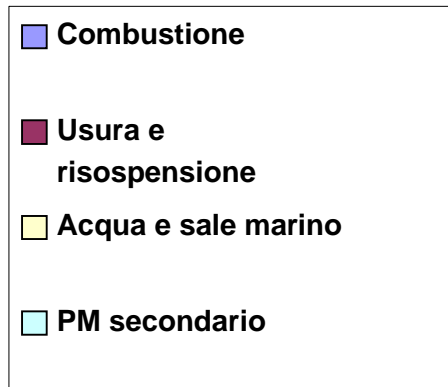 Combustione
Usura e
risospensione
Acqua e sale marino
PM secondario